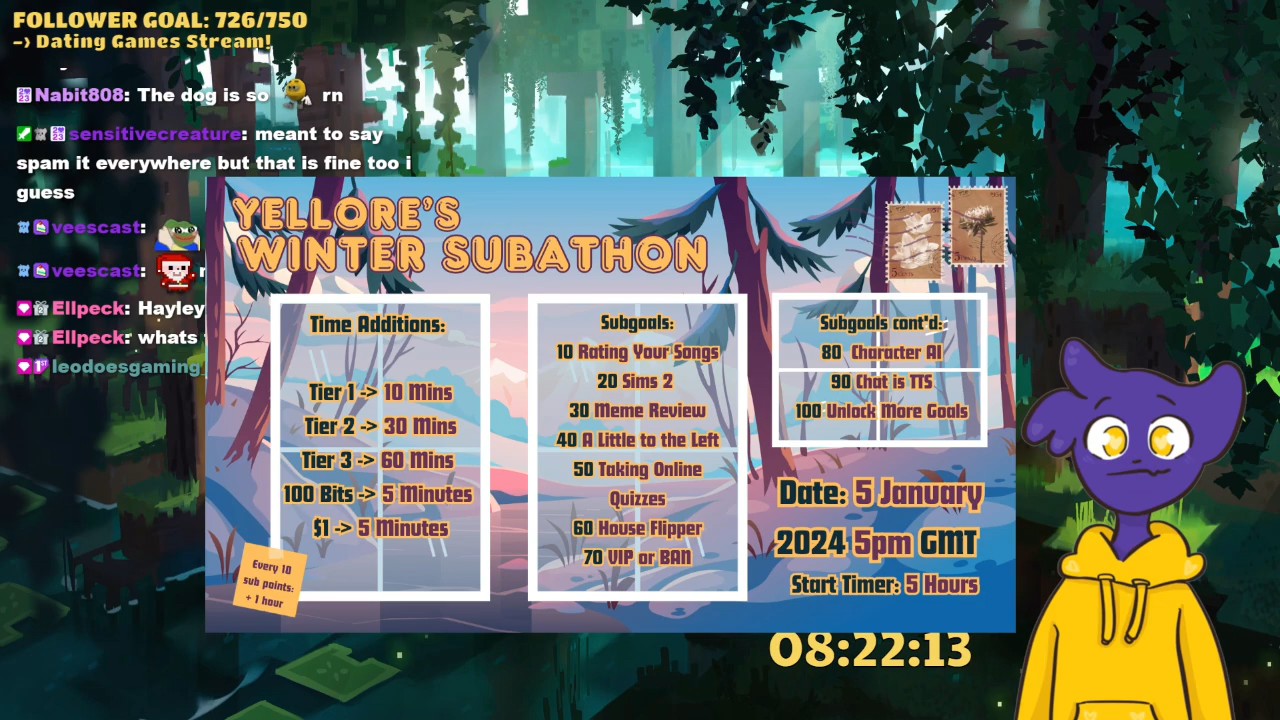 FOLLOWER GOAL: 726/750
-> Dating Games Stream!
Nabit808: The dog is so rn
sensitivecreature: meant to say
spam it everywhere but that is fine too i
guess
veescast:
veescast:
Ellpeck: Hayley
Ellpeck: whats
leodoesgaming
YELLORE'S
WINTER SUBATHON
Time Additions:
Tier 1 -> 10 Mins
Tier 2 -> 30 Mins
Tier 3 -> 60 Mins
100 Bits -> 5 Minutes
$1 -> 5 Minutes
Every 10
sub points:
+ 1 hour
Subgoals:
10 Rating Your Songs
20 Sims 2
30 Meme Review
40 A Little to the Left
50 Taking Online
Quizzes
60 House Flipper
70 VIP or BAN
Subgoals cont'd:
80 Character AI
90 Chat is TTS
100 Unlock More Goals
Date: 5 January
2024 5pm GMT
Start Timer: 5 Hours
08:22:13